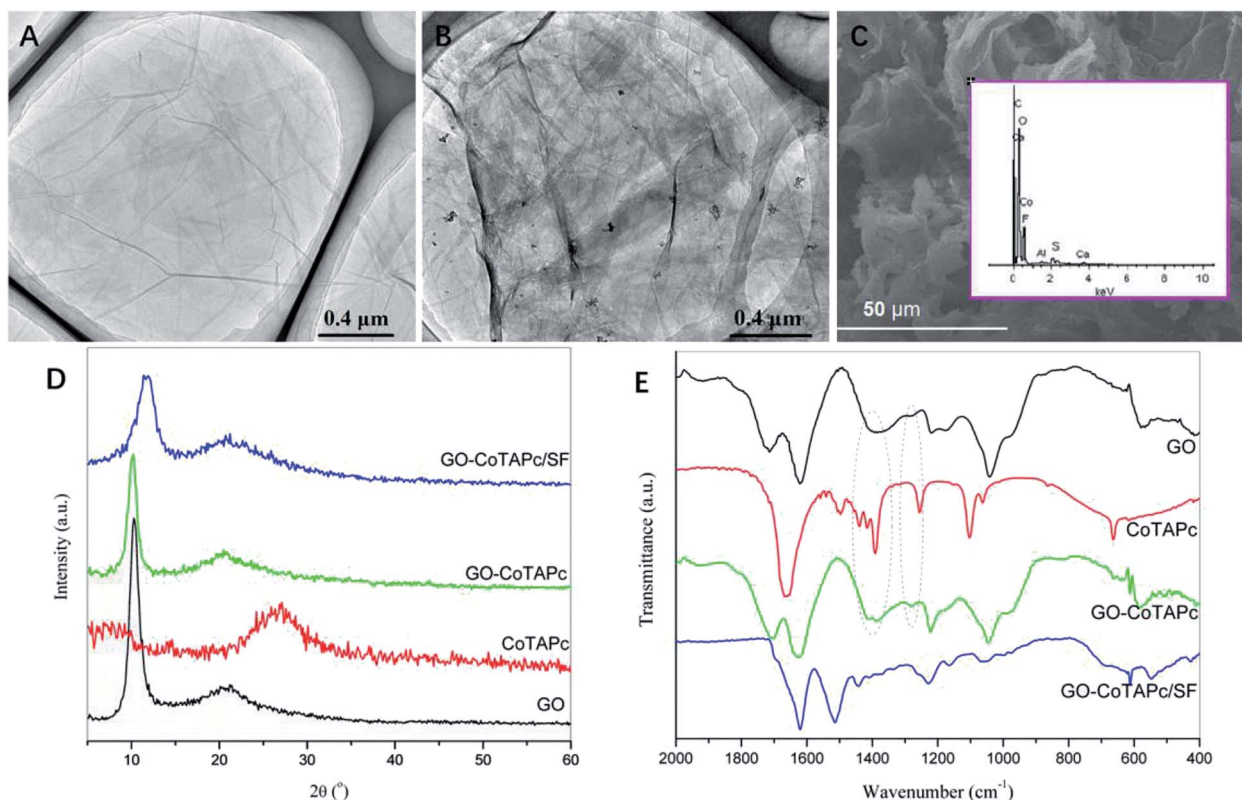 A
0.4 µm
B
0.4 µm
C
C
O
Ca
Co
F
Al
S
Ca
0 2 4 6 8 10
keV
50 µm
D
GO-CoTAPc/SF
GO-CoTAPc
CoTAPc
GO
Intensity (a.u.)
10 20 30 40 50 60
2θ (°)
E
GO
CoTAPc
GO-CoTAPc
GO-CoTAPc/SF
Transmittance (a.u.)
2000 1800 1600 1400 1200 1000 800 600 400
Wavenumber (cm⁻¹)